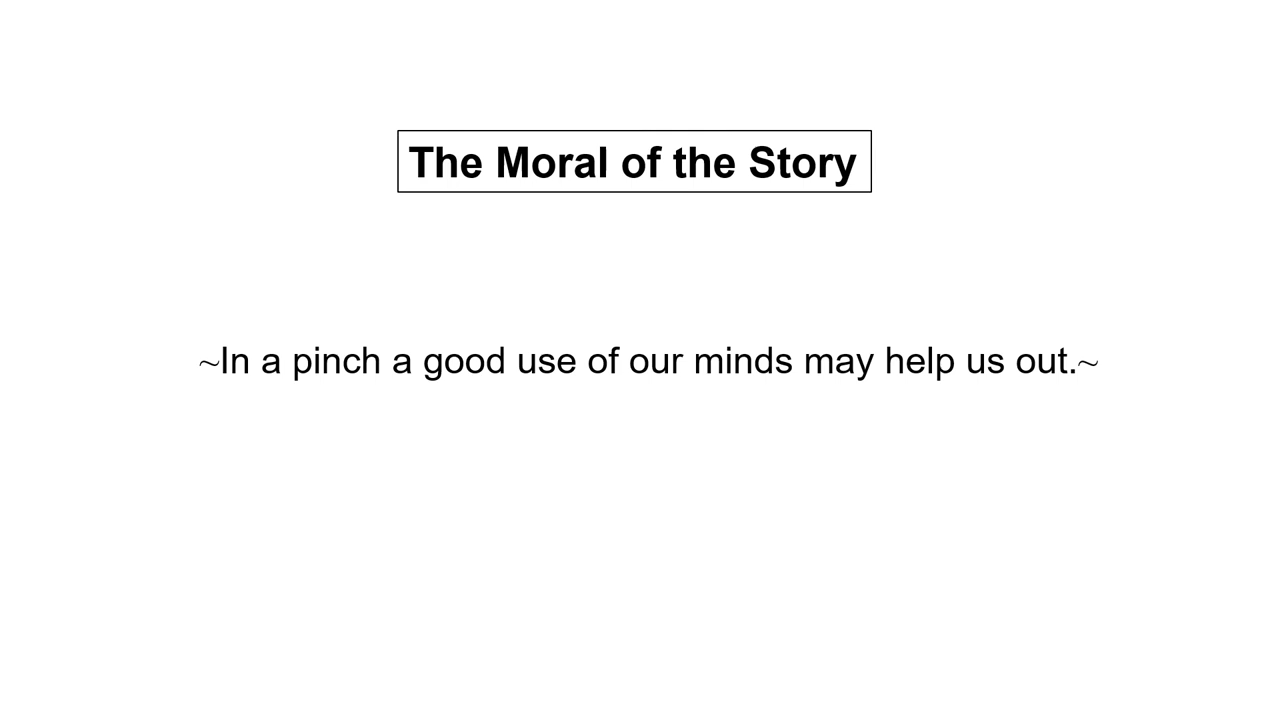 The Moral of the Story
~In a pinch a good use of our minds may help us out.~